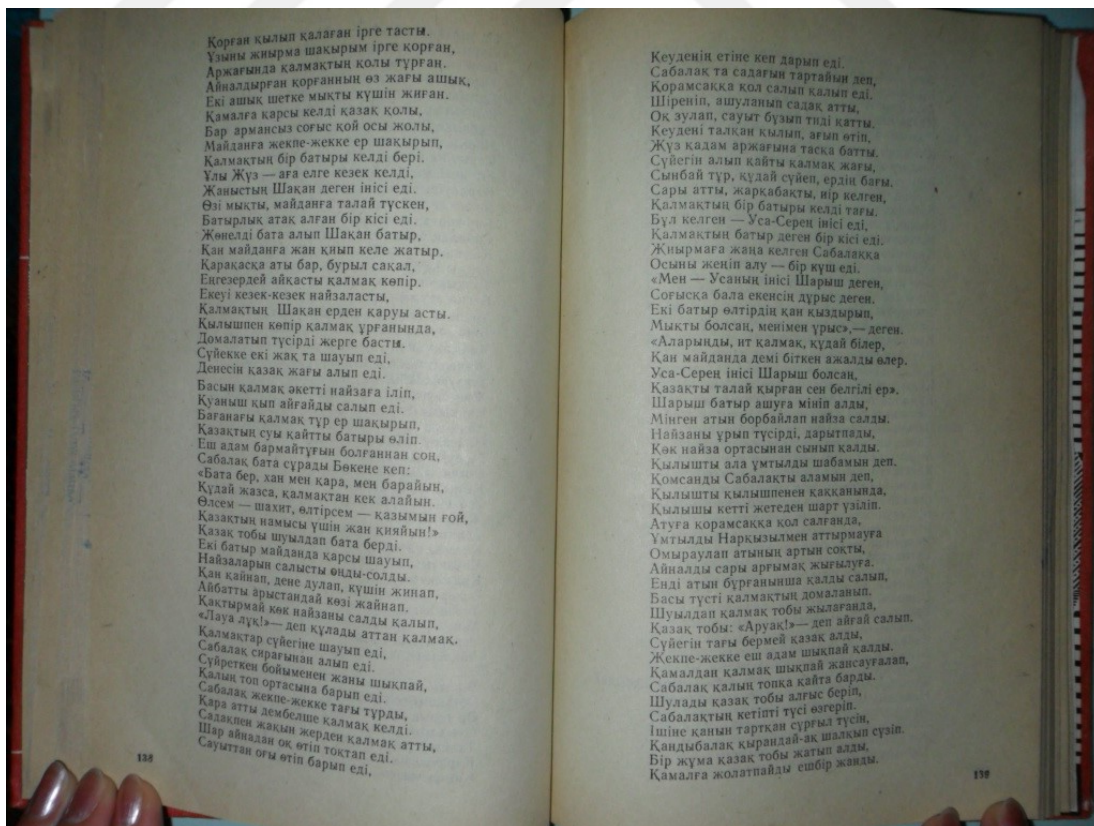 Қорған қылып қалаған ірге тасты.
Ұзыны жиырма шақырым ірге қорған,
Аржағында қалмақтың қолы тұрған.
Айналдырған қорғанның өз жағы ашық,
Екі ашық шетке мықты күшін жиған.
Қамалға қарсы келді қазақ қолы,
Бар армансыз соғыс қой осы жолы,
Майданға жекпе-жекке ер шақырып,
Қалмақтың бір батыры келді бері.
Ұлы Жүз — аға елге кезек келді,
Жаныстың Шақан деген інісі еді.
Өзі мықты, майданға талай түскен,
Батырлық атақ алған бір кісі еді.
Жөнелді бата алып Шақан батыр,
Қан майданға жан қиып келе жатыр.
Қарақасқа аты бар, бурыл сақал,
Еңгезердей айқасты қалмақ көпір.
Екеуі кезек-кезек найзаласты,
Қалмақтың Шақан ерден қаруы асты.
Қылышпен көпір қалмақ ұрғанында,
Домалатып түсірді жерге басты.
Сүйекке екі жақ та шауып еді,
Денесін қазақ жағы алып еді.
Басын қалмақ әкетті найзаға іліп,
Қуаныш қып айғайды салып еді.
Бағанағы қалмақ тұр ер шақырып,
Қазақтың суы қайтты батыры өліп.
Еш адам бармайтұғын болғаннан соң,
Сабалақ бата сұрады Бөкеңе кеп:
«Бата бер, хан мен қара, мен барайын,
Құдай жазса, қалмақтан кек алайын.
Өлсем — шахит, өлтірсем — қазымын ғой,
Қазақтың намысы үшін жан қияйын!»
Қазақ тобы шуылдап бата берді.
Екі батыр майданда қарсы шауып,
Найзаларын салысты оңды-солды.
Қан қайнап, дене дулап, күшін жинап,
Айбатты арыстандай көзі жайнап.
Қақтырмай көк найзаны салды қалып,
«Лауа лұқ!»— деп құлады аттан қалмақ.
Қалмақтар сүйегіне шауып еді,
Сабалақ сирағынан алып еді.
Сүйреткен бойыменен жаны шықпай,
Қалың топ ортасына барып еді.
Сабалақ жекпе-жекке тағы тұрды,
Қара атты дембелше қалмақ келді.
Садақпен жақын жерден қалмақ атты,
Шар айнадан оқ өтіп тоқтап еді.
Сауыттан оғы өтіп барып еді,
138
Кеуденің етіне кеп дарып еді.
Сабалақ та садағын тартайын деп,
Қорамсаққа қол салып қалып еді.
Шіреніп, ашуланып садақ атты,
Оқ зулап, сауыт бұзып тиді қатты.
Кеудені талқан қылып, ағып өтіп,
Жүз қадам аржағына тасқа батты.
Сүйегін алып қайтты қалмақ жағы,
Сынбай тұр, құдай сүйеп, ердің бағы.
Сары атты, жарқабақты, иір келген,
Қалмақтың бір батыры келді тағы.
Бұл келген — Уса-Серең інісі еді,
Қалмақтың батыр деген бір кісі еді.
Жиырмаға жаңа келген Сабалаққа
Осыны жеңіп алу — бір күш еді.
«Мен — Усаның інісі Шарыш деген,
Соғысқа бала екенсің дұрыс деген.
Екі батыр өлтірдің қан қыздырып,
Мықты болсаң, менімен ұрыс»,— деген.
«Аларыңды, ит қалмақ, құдай білер,
Қан майданда демі біткен ажалды өлер.
Уса-Серең інісі Шарыш болсаң,
Қазақты талай қырған сен белгілі ер».
Шарыш батыр ашуға мініп алды,
Мінген атын борбайлап найза салды.
Найзаны ұрып түсірді, дарытпады,
Көк найза ортасынан сынып қалды.
Қылышты ала ұмтылды шабамын деп.
Қомсанды Сабалақты аламын деп,
Қылышты қылышпенен қаққанында,
Қылышы кетті жетеден шарт үзіліп.
Атуға қорамсаққа қол салғанда,
Ұмтылды Нарқызылмен аттырмауға
Омыраулап атының артын соқты,
Айналды сары арғымақ жығылуға.
Енді атын бұрғанынша қалды салып,
Басы түсті қалмақтың домаланып.
Шуылдап қалмақ тобы жылағанда,
Қазақ тобы: «Аруақ!»— деп айғай салып.
Сүйегін тағы бермей қазақ алды,
Жекпе-жекке еш адам шықпай қалды.
Қамалдан қалмақ шықпай жансауғалап,
Сабалақ қалың топқа қайта барды.
Шулады қазақ тобы алғыс беріп,
Сабалақтың кетіпті түсі өзгеріп.
Ішіне қанын тартқан сұрғыл түсін,
Қандыбалақ қырандай-ақ шалқып сүзіп.
Бір жұма қазақ тобы жатып алды,
Қамалға жолатпайды ешбір жанды.
139